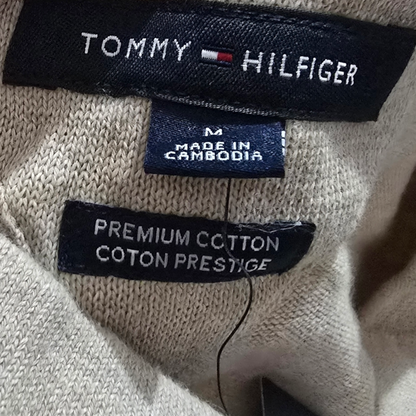 TOMMY HILFIGER
M
MADE IN
CAMBODIA
PREMIUM COTTON
COTON PRESTIGE